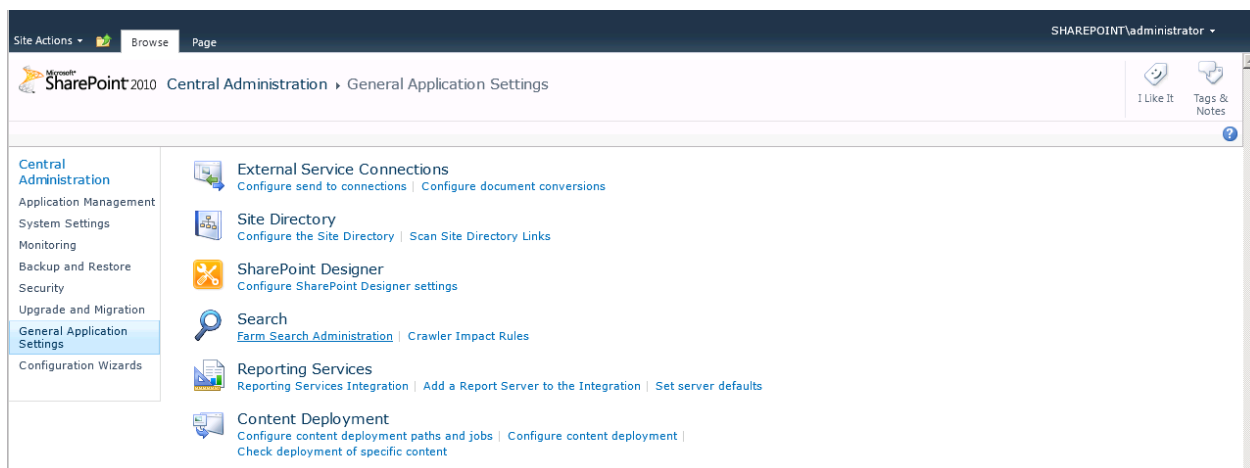 SHAREPOINT\administrator
Site Actions Browse Page
Microsoft
SharePoint 2010 Central Administration General Application Settings
I Like It Tags &
Notes
Central
Administration
Application Management
System Settings
Monitoring
Backup and Restore
Security
Upgrade and Migration
General Application
Settings
Configuration Wizards
External Service Connections
Configure send to connections | Configure document conversions
Site Directory
Configure the Site Directory | Scan Site Directory Links
SharePoint Designer
Configure SharePoint Designer settings
Search
Farm Search Administration | Crawler Impact Rules
Reporting Services
Reporting Services Integration | Add a Report Server to the Integration | Set server defaults
Content Deployment
Configure content deployment paths and jobs | Configure content deployment |
Check deployment of specific content